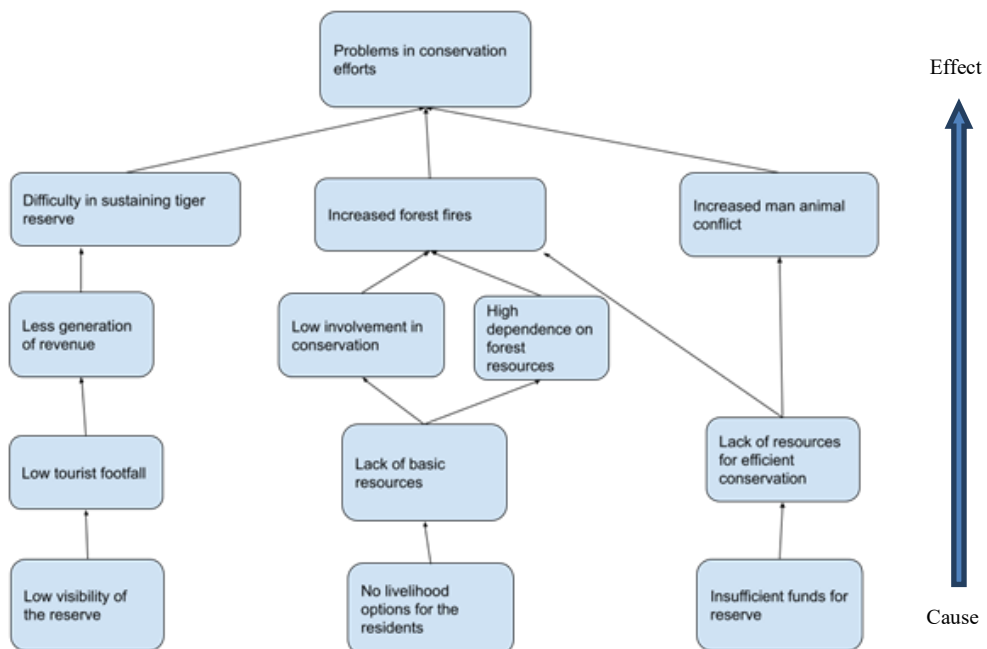 Problems in conservation
efforts
Effect
Difficulty in sustaining tiger
reserve
Increased forest fires
Increased man animal
conflict
Less generation
of revenue
Low involvement in
conservation
High
dependence on
forest
resources
Low tourist footfall
Lack of basic
resources
Lack of resources
for efficient
conservation
Low visibility of
the reserve
No livelihood
options for the
residents
Insufficient funds for
reserve
Cause